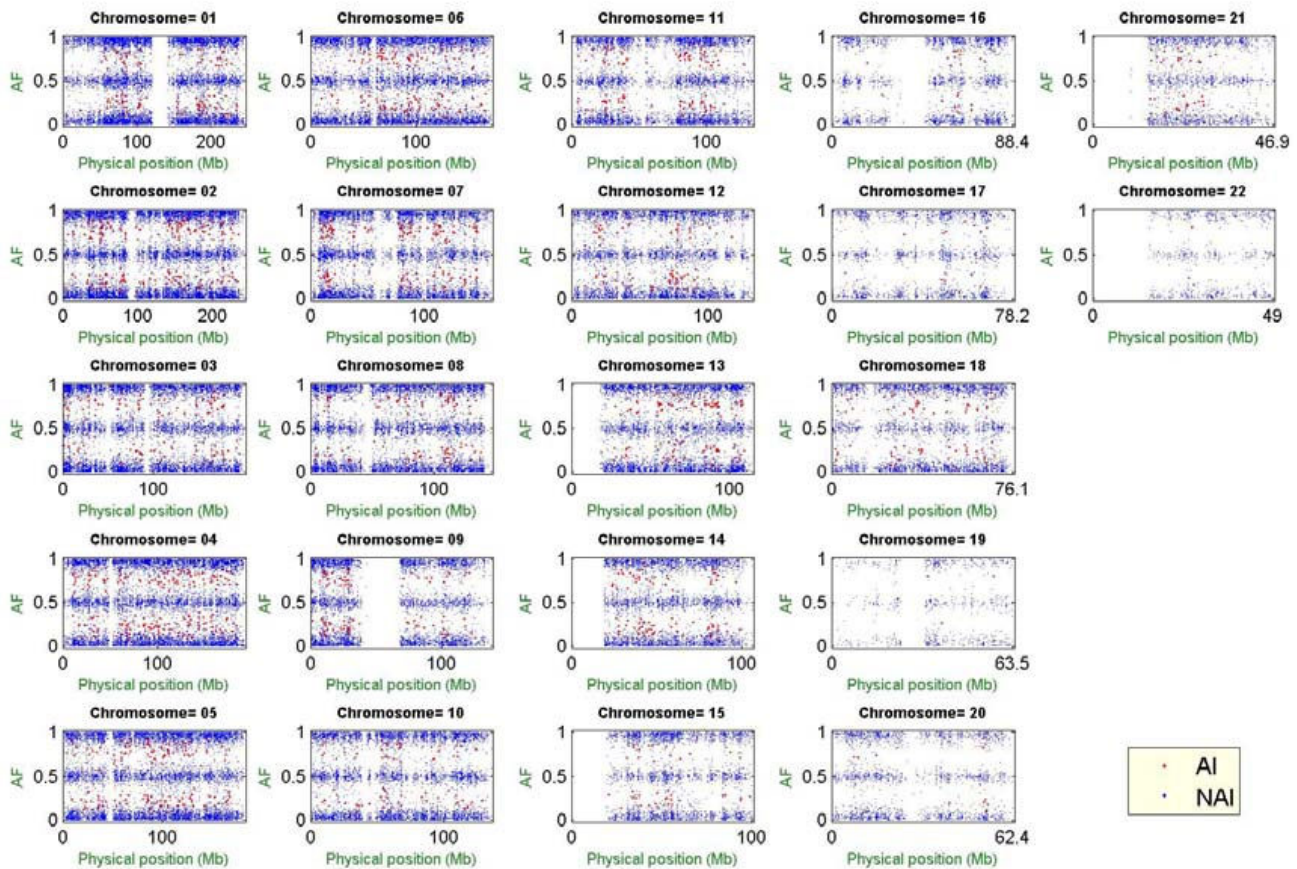 Chromosome= 01
AF
1
0.5
0
0 100 200
Physical position (Mb)
Chromosome= 06
AF
1
0.5
0
0 100
Physical position (Mb)
Chromosome= 11
AF
1
0.5
0
0 100
Physical position (Mb)
Chromosome= 16
AF
1
0.5
0
0 88.4
Physical position (Mb)
Chromosome= 21
AF
1
0.5
0
0 46.9
Physical position (Mb)
Chromosome= 02
AF
1
0.5
0
0 100 200
Physical position (Mb)
Chromosome= 07
AF
1
0.5
0
0 100
Physical position (Mb)
Chromosome= 12
AF
1
0.5
0
0 100
Physical position (Mb)
Chromosome= 17
AF
1
0.5
0
0 78.2
Physical position (Mb)
Chromosome= 22
AF
1
0.5
0
0 49
Physical position (Mb)
Chromosome= 03
AF
1
0.5
0
0 100
Physical position (Mb)
Chromosome= 08
AF
1
0.5
0
0 100
Physical position (Mb)
Chromosome= 13
AF
1
0.5
0
0 100
Physical position (Mb)
Chromosome= 18
AF
1
0.5
0
0 76.1
Physical position (Mb)
Chromosome= 04
AF
1
0.5
0
0 100
Physical position (Mb)
Chromosome= 09
AF
1
0.5
0
0 100
Physical position (Mb)
Chromosome= 14
AF
1
0.5
0
0 100
Physical position (Mb)
Chromosome= 19
AF
1
0.5
0
0 63.5
Physical position (Mb)
Chromosome= 05
AF
1
0.5
0
0 100
Physical position (Mb)
Chromosome= 10
AF
1
0.5
0
0 100
Physical position (Mb)
Chromosome= 15
AF
1
0.5
0
0 100
Physical position (Mb)
Chromosome= 20
AF
1
0.5
0
0 62.4
Physical position (Mb)
AI
NAI